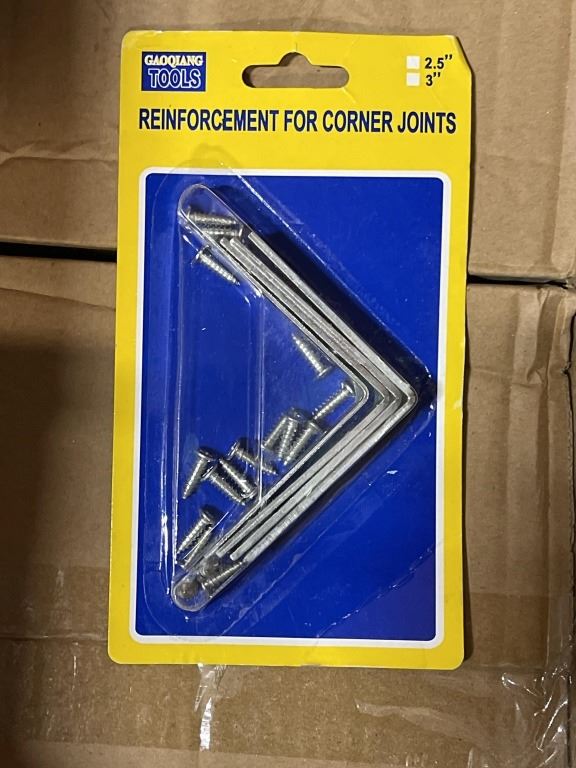 GAOQIANG
TOOLS
2.5"
3"
REINFORCEMENT FOR CORNER JOINTS